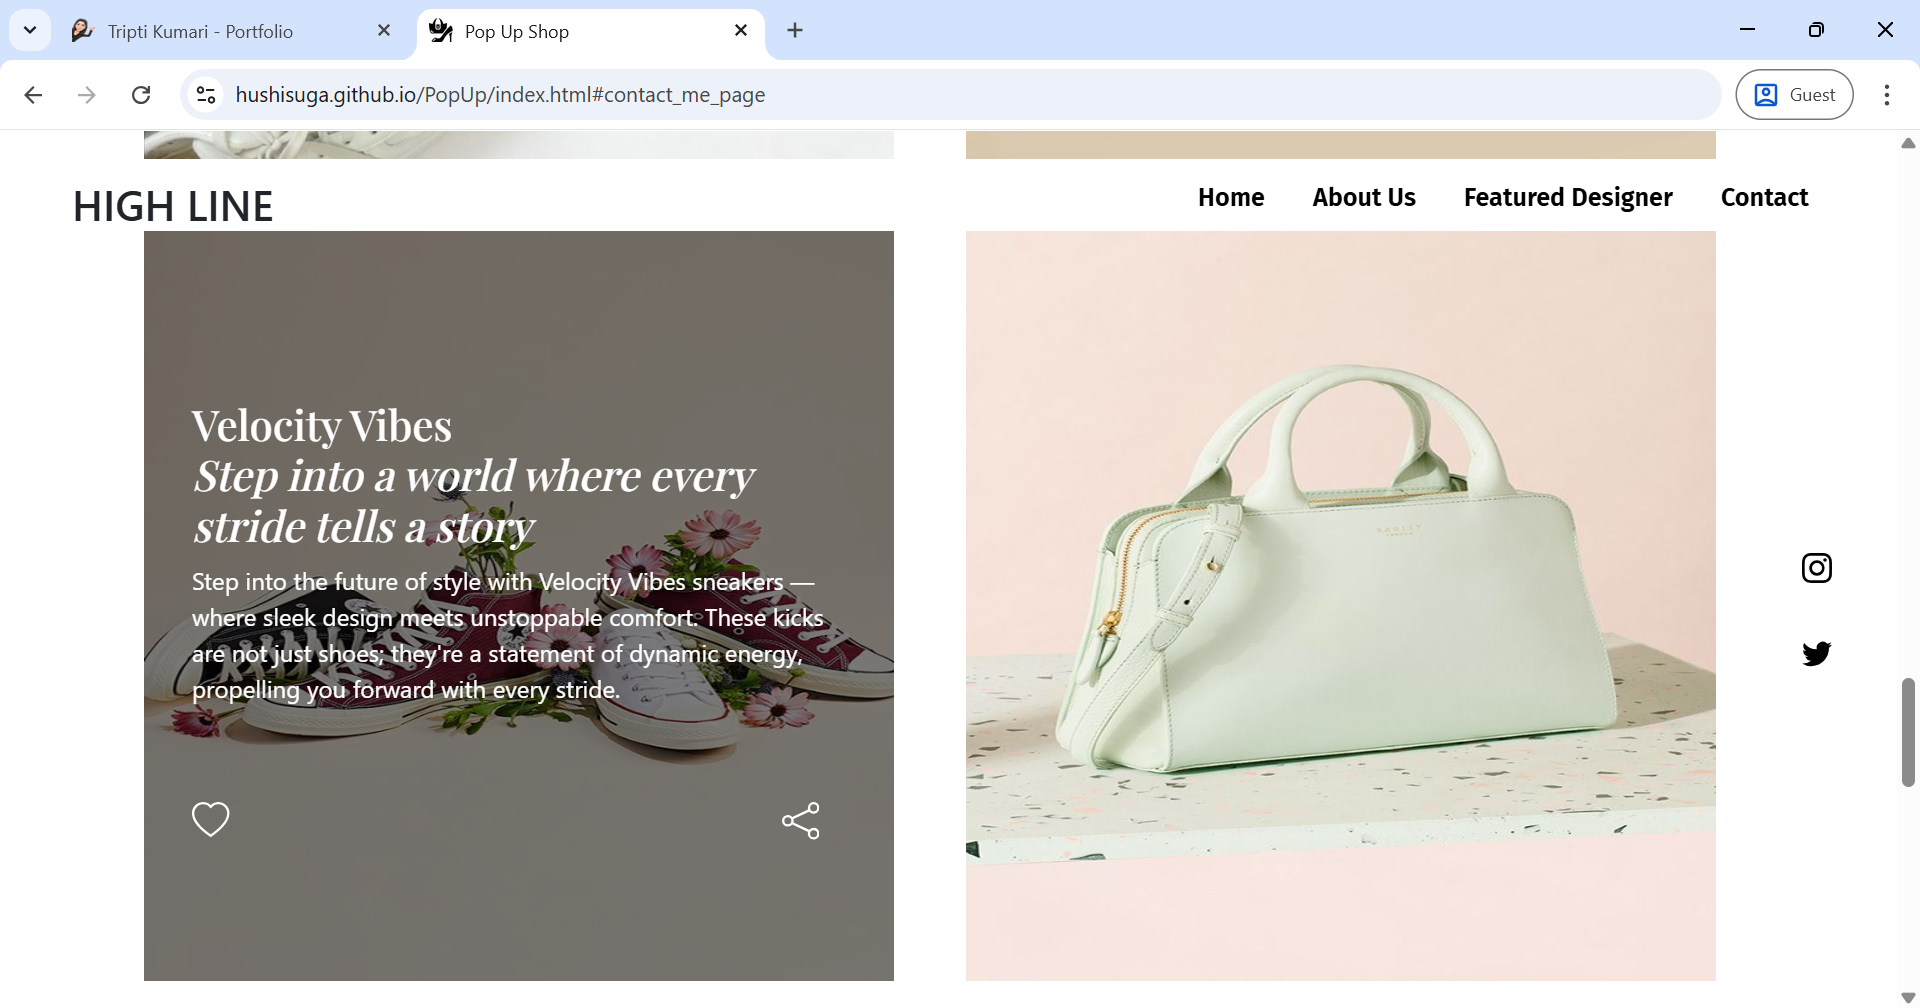 Tripti Kumari - Portfolio
Pop Up Shop
hushisuga.github.io/PopUp/index.html#contact_me_page
Guest
HIGH LINE
Home
About Us
Featured Designer
Contact
Velocity Vibes
Step into a world where every
stride tells a story
Step into the future of style with Velocity Vibes sneakers —
where sleek design meets unstoppable comfort. These kicks
are not just shoes; they're a statement of dynamic energy,
propelling you forward with every stride.
RADLEY